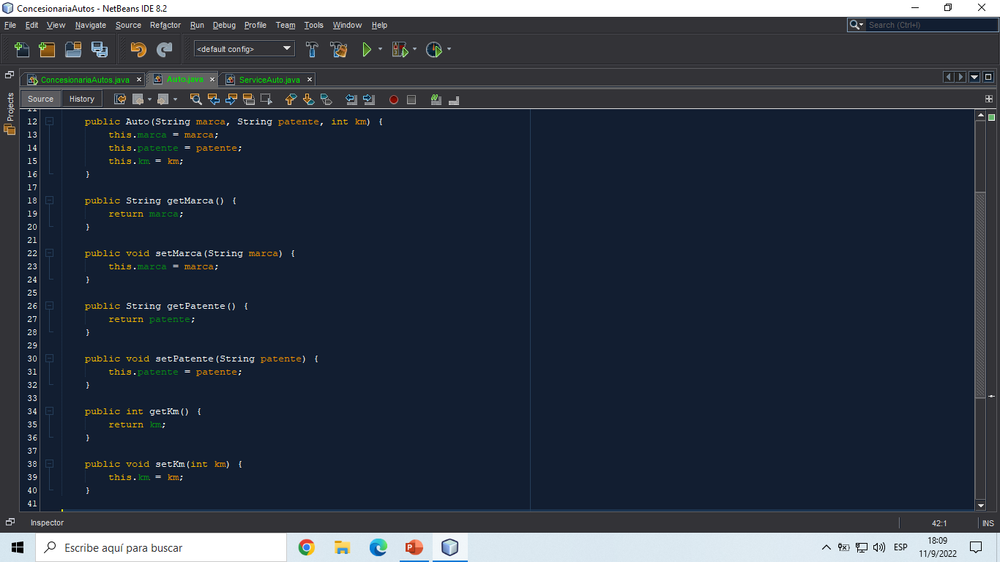 ConcesionariaAutos - NetBeans IDE 8.2
File Edit View Navigate Source Refactor Run Debug Profile Team Tools Window Help
Search (Ctrl+I)
<default config>
ConcesionariaAutos.java Auto.java ServiceAuto.java
Projects
Source History
11
12 public Auto(String marca, String patente, int km) {
13 this.marca = marca;
14 this.patente = patente;
15 this.km = km;
16 }
17
18 public String getMarca() {
19 return marca;
20 }
21
22 public void setMarca(String marca) {
23 this.marca = marca;
24 }
25
26 public String getPatente() {
27 return patente;
28 }
29
30 public void setPatente(String patente) {
31 this.patente = patente;
32 }
33
34 public int getKm() {
35 return km;
36 }
37
38 public void setKm(int km) {
39 this.km = km;
40 }
41
Inspector
42:1 INS
Escribe aquí para buscar
ESP
18:09
11/9/2022